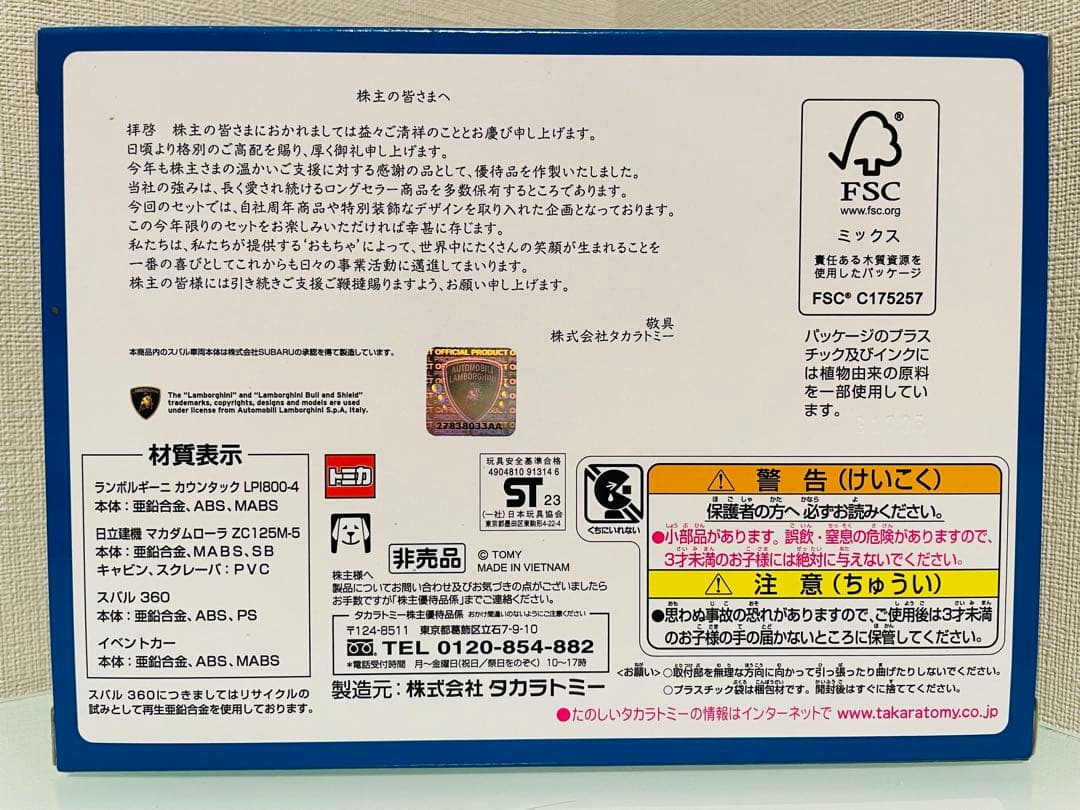 株主の皆さまへ
拝啓　株主の皆さまにおかれましては益々ご清祥のこととお慶び申し上げます。
日頃より格別のご高配を賜り、厚く御礼申し上げます。
今年も株主さまの温かいご支援に対する感謝の品として、優待品を作製いたしました。
当社の強みは、長く愛され続けるロングセラー商品を多数保有するところであります。
今回のセットでは、自社周年商品や特別装飾なデザインを取り入れた企画となっております。
この今年限りのセットをお楽しみいただければ幸甚に存じます。
私たちは、私たちが提供する‘おもちゃ’によって、世界中にたくさんの笑顔が生まれることを
一番の喜びとしてこれからも日々の事業活動に邁進してまいります。
株主の皆様には引き続きご支援ご鞭撻賜りますよう、お願い申し上げます。
敬具
株式会社タカラトミー
FSC®
www.fsc.org
ミックス
責任ある木質資源を
使用したパッケージ
FSC® C175257
パッケージのプラス
チック及びインクに
は植物由来の原料
を一部使用してい
ます。
本商品内のスバル車両本体は株式会社SUBARUの承認を得て製造しています。
The "Lamborghini" and "Lamborghini Bull and Shield"
trademarks, copyrights, designs and models are used
under license from Automobili Lamborghini S.p.A, Italy.
OFFICIAL PRODUCT
AUTOMOBILI
LAMBORGHINI
27838033AA
材質表示
ランボルギーニ カウンタック LPI800-4
本体：亜鉛合金、ABS、MABS
日立建機 マカダムローラ ZC125M-5
本体：亜鉛合金、MABS、SB
キャビン、スクレーパ：PVC
スバル 360
本体：亜鉛合金、ABS、PS
イベントカー
本体：亜鉛合金、ABS、MABS
スバル 360につきましてはリサイクルの
試みとして再生亜鉛合金を使用しております。
トミカ
非売品
© TOMY
MADE IN VIETNAM
玩具安全基準合格
4904810 91314 6
ST 23
(一社)日本玩具協会
東京都墨田区東駒形4-22-4
くちにいれない
株主様へ
製品についてお問い合わせ及びお気づきの点がございましたら
お手数ですが「株主優待品係」までご連絡ください。
タカラトミー株主優待品係 おかけ間違いのないようにご注意ください
〒124-8511　東京都葛飾区立石7-9-10
TEL 0120-854-882
*電話受付時間　月～金曜日(祝日／祭日をのぞく) 10～17時
製造元：株式会社 タカラトミー
警告（けいこく）
保護者の方へ 必ずお読みください。
●小部品があります。誤飲・窒息の危険がありますので、
3才未満のお子様には絶対に与えないでください。
注意（ちゅうい）
●思わぬ事故の恐れがありますので、ご使用後は3才未満
のお子様の手の届かないところに保管してください。
<お願い> ○取付部を無理な方向に向かって引っ張ったり曲げたりしないでください。
○プラスチック袋は梱包材です。開封後はすぐに捨ててください。
●たのしいタカラトミーの情報はインターネットで www.takaratomy.co.jp